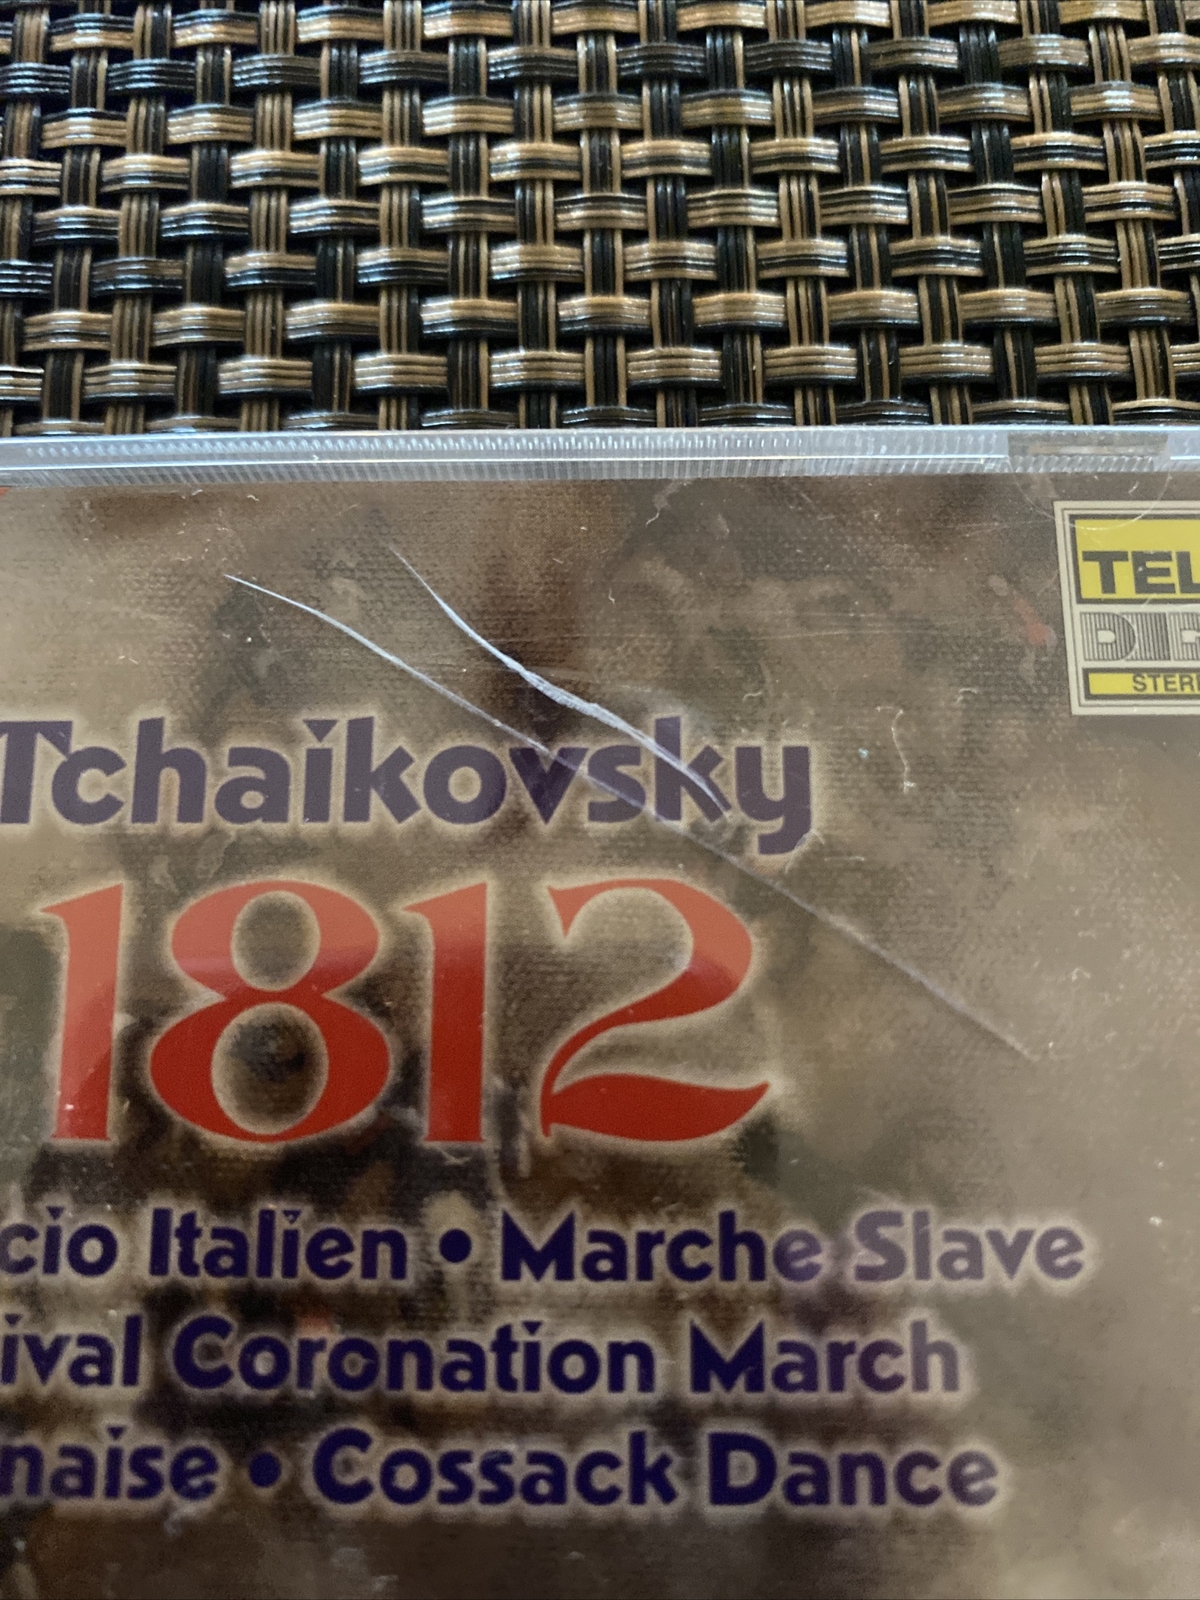 TEL
DI
STER
Tchaikovsky
1812
cio Italien • Marche Slave
ival Coronation March
naise • Cossack Dance